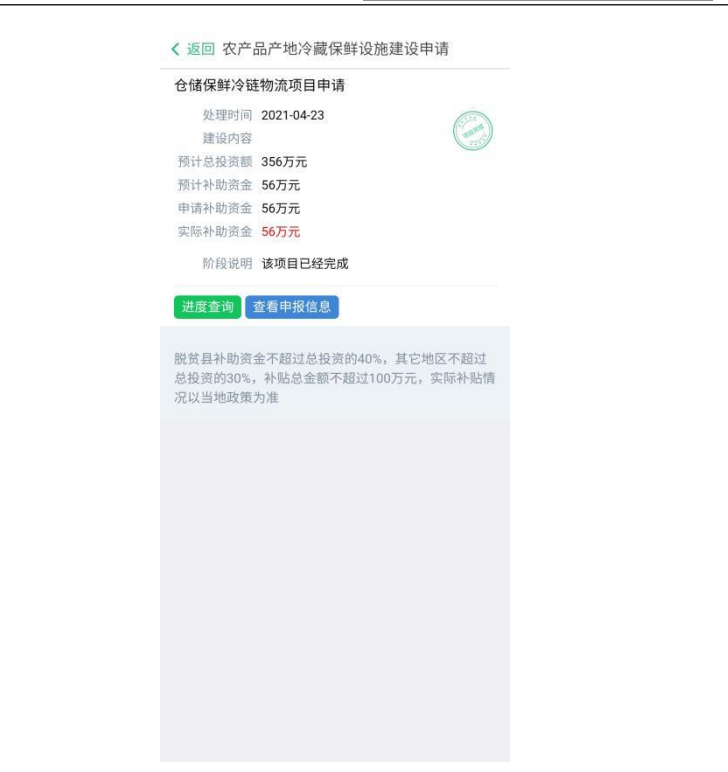 返回 农产品产地冷藏保鲜设施建设申请
仓储保鲜冷链物流项目申请
处理时间 2021-04-23
建设内容
预计总投资额 356万元
预计补助资金 56万元
申请补助资金 56万元
实际补助资金 56万元
阶段说明 该项目已经完成
进度查询 查看申报信息
脱贫县补助资金不超过总投资的40%，其它地区不超过
总投资的30%，补贴总金额不超过100万元，实际补贴情
况以当地政策为准